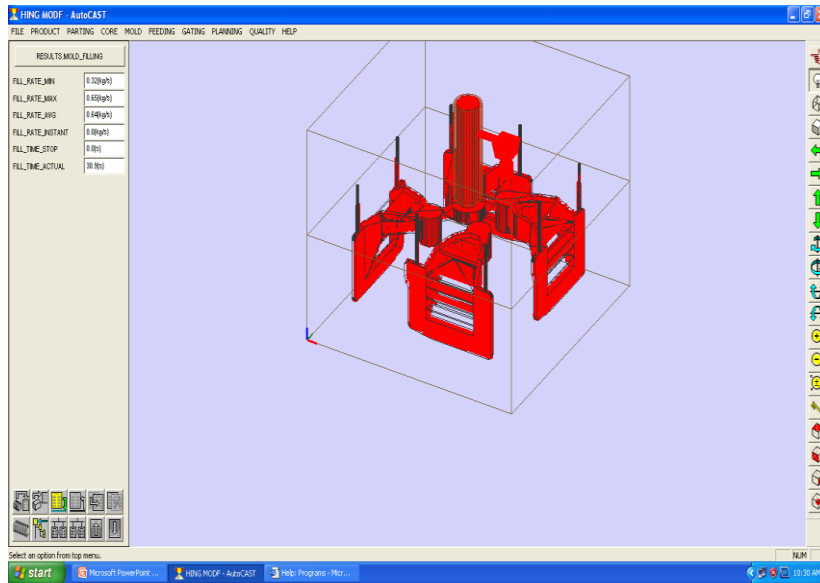 HING MODF - AutoCAST
FILE PRODUCT PARTING CORE MOLD FEEDING GATING PLANNING QUALITY HELP
RESULTS:MOLD_FILLING
FILL_RATE_MIN 0.32(kg/s)
FILL_RATE_MAX 0.65(kg/s)
FILL_RATE_AVG 0.64(kg/s)
FILL_RATE_INSTANT 0.0(kg/s)
FILL_TIME_STOP 0.0(s)
FILL_TIME_ACTUAL 30.9(s)
Select an option from top menu.
NUM
start Microsoft PowerPoint ... HING MODF - AutoCAST Help: Programs - Micr... 10:30 AM